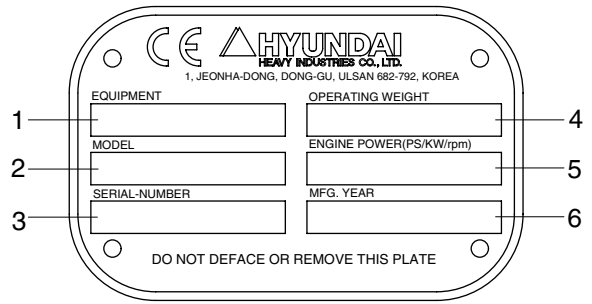 CE HYUNDAI
HEAVY INDUSTRIES CO., LTD.
1, JEONHA-DONG, DONG-GU, ULSAN 682-792, KOREA
EQUIPMENT OPERATING WEIGHT
1 4
MODEL ENGINE POWER(PS/KW/rpm)
2 5
SERIAL-NUMBER MFG. YEAR
3 6
DO NOT DEFACE OR REMOVE THIS PLATE